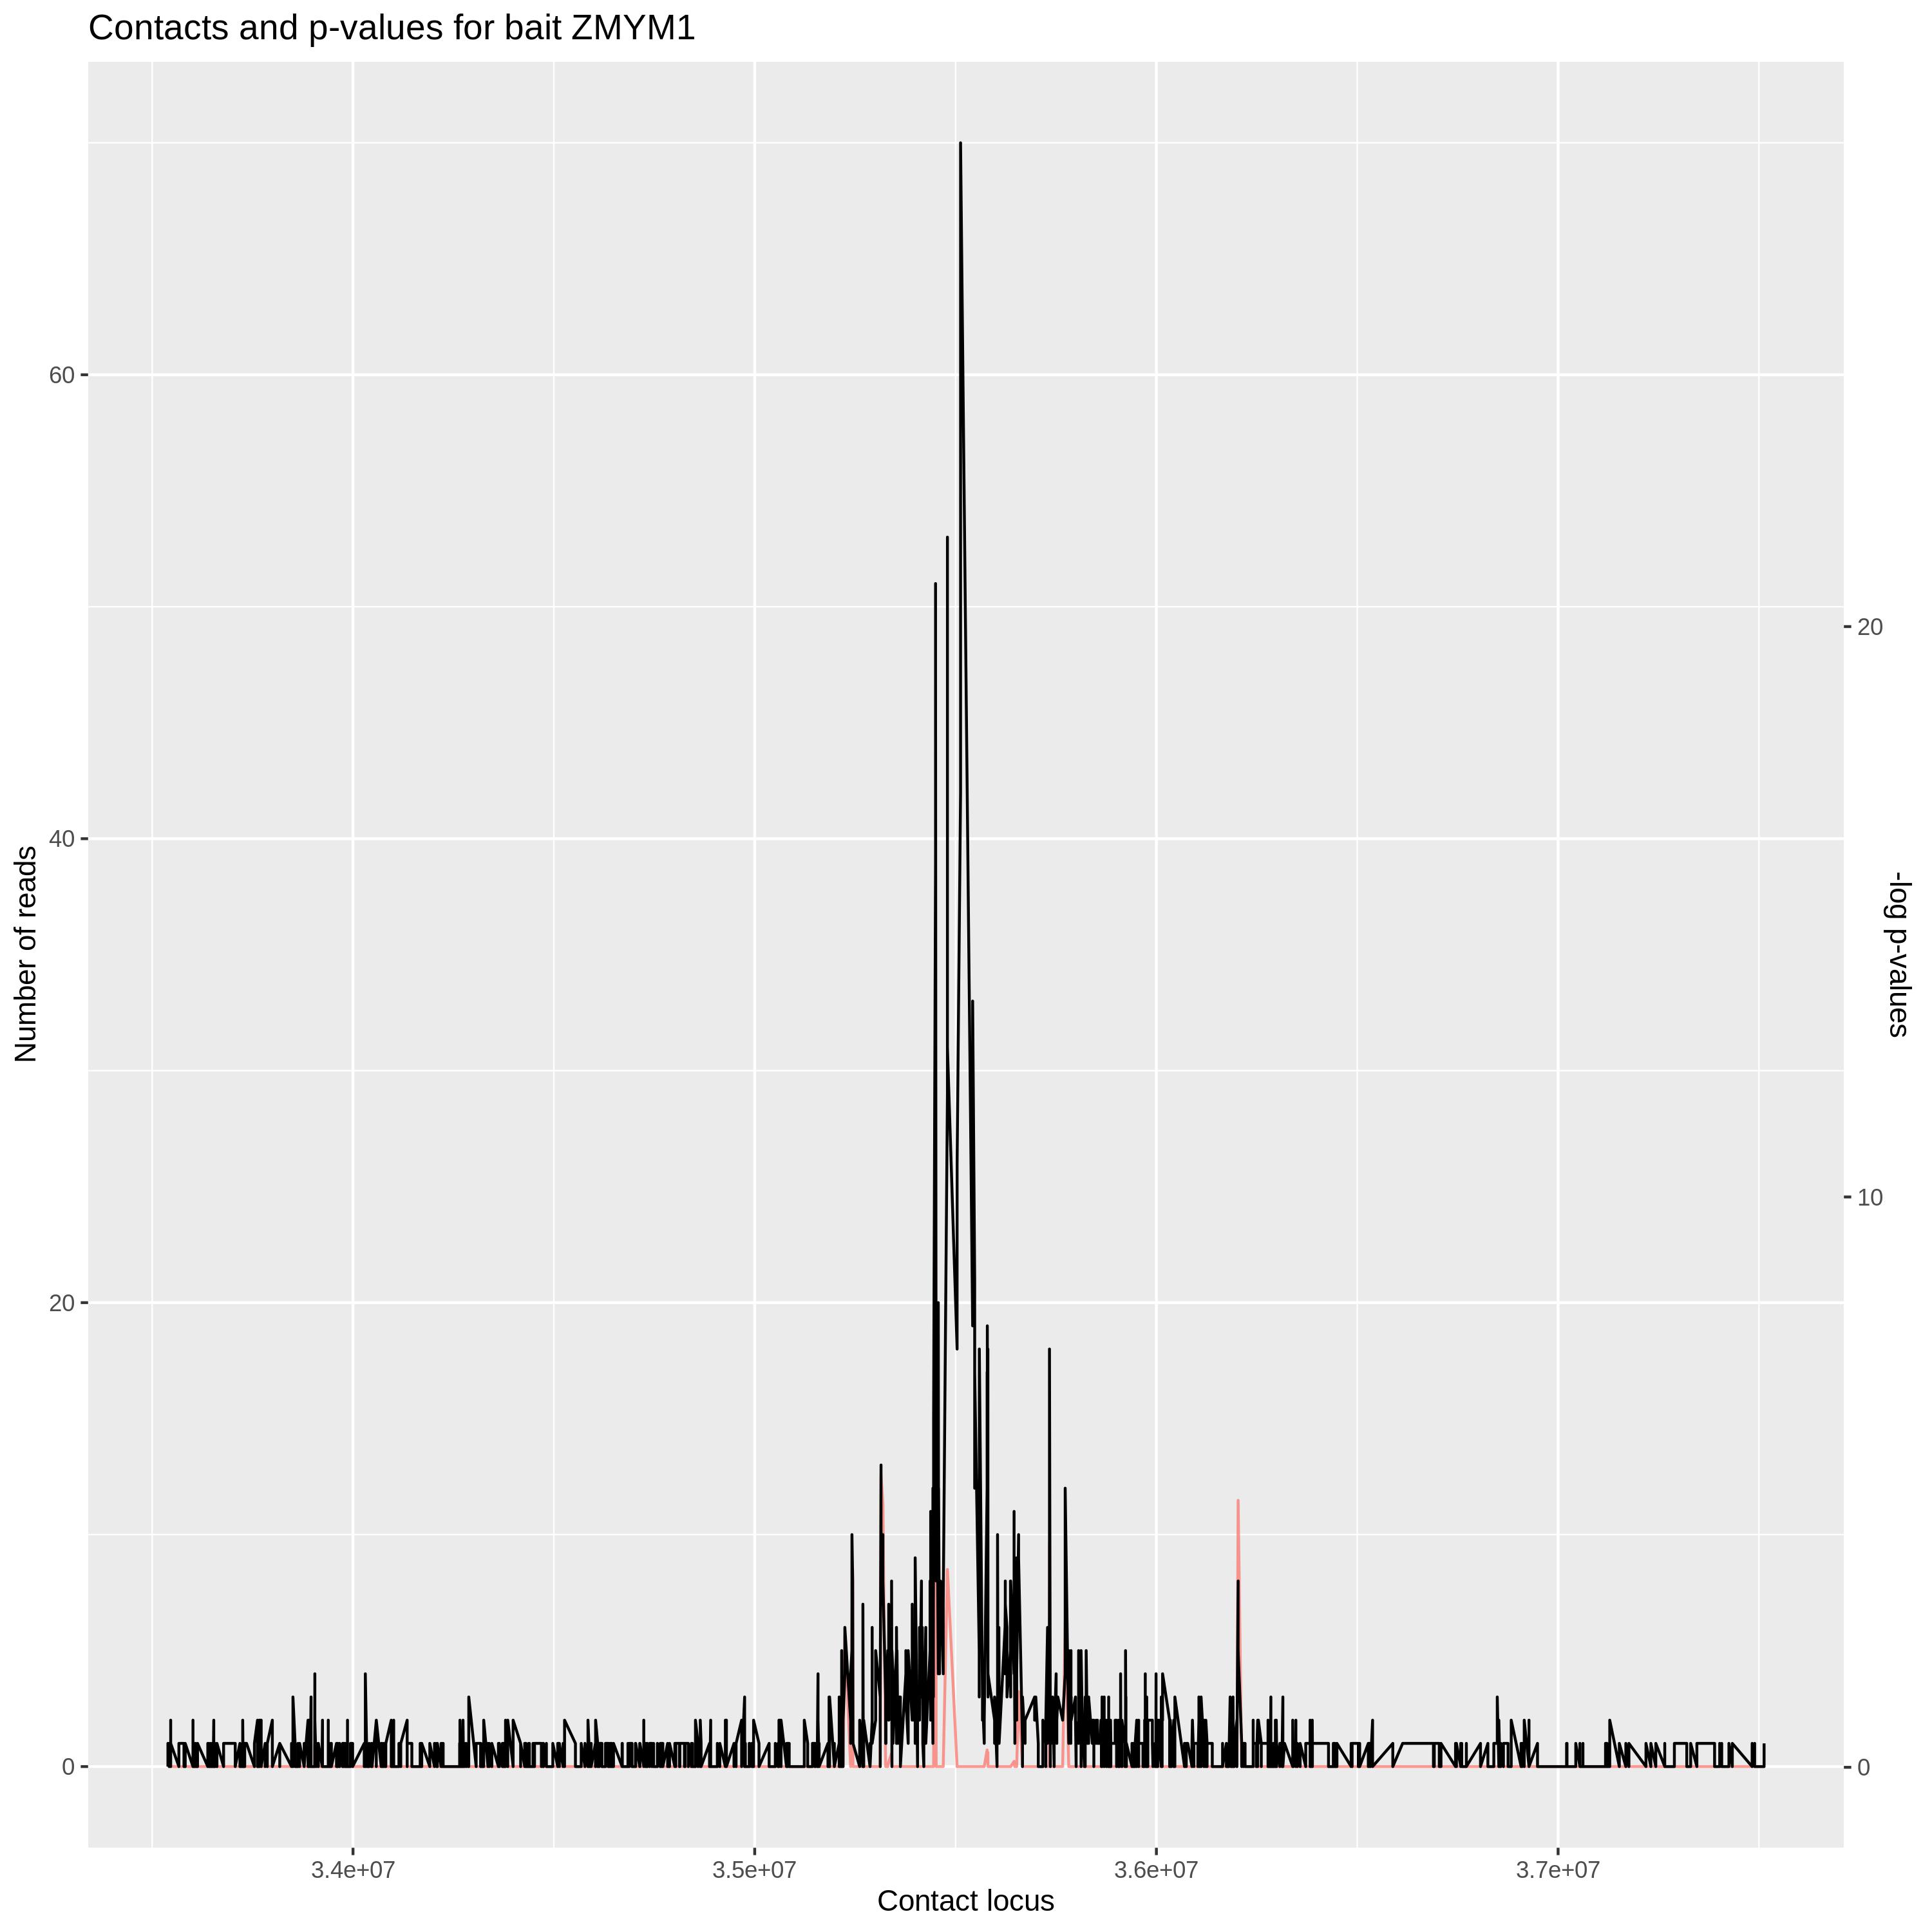 Contacts and p-values for bait ZMYM1
60
40
20
0
Number of reads
20
10
0
-log p-values
3.4e+07
3.5e+07
3.6e+07
3.7e+07
Contact locus